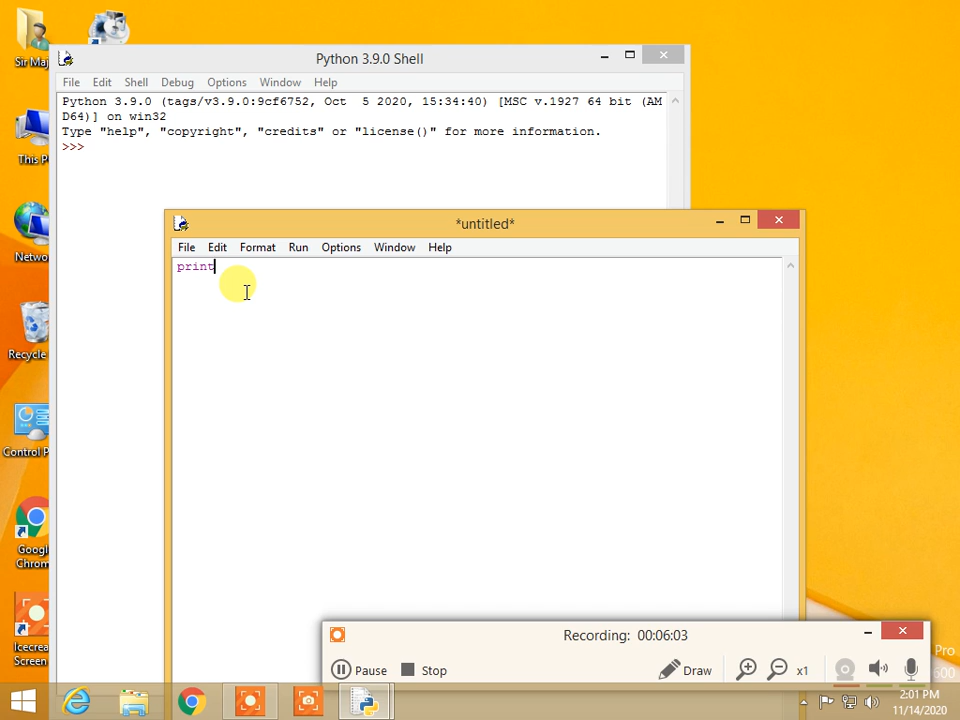 Sir Maj
This P
Netwo
Recycle
Control P
Google
Chrom
Icecrea
Screen
Python 3.9.0 Shell
File Edit Shell Debug Options Window Help
Python 3.9.0 (tags/v3.9.0:9cf6752, Oct  5 2020, 15:34:40) [MSC v.1927 64 bit (AM
D64)] on win32
Type "help", "copyright", "credits" or "license()" for more information.
>>>
*untitled*
File Edit Format Run Options Window Help
print
Recording: 00:06:03
Pause Stop Draw x1
Pro
600
2:01 PM
11/14/2020